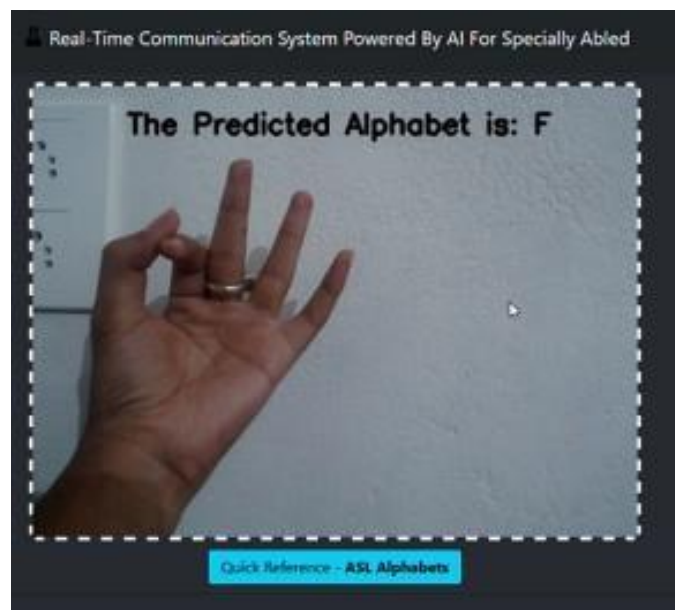 Real-Time Communication System Powered By AI For Specially Abled
The Predicted Alphabet is: F
Quick Reference - ASL Alphabets